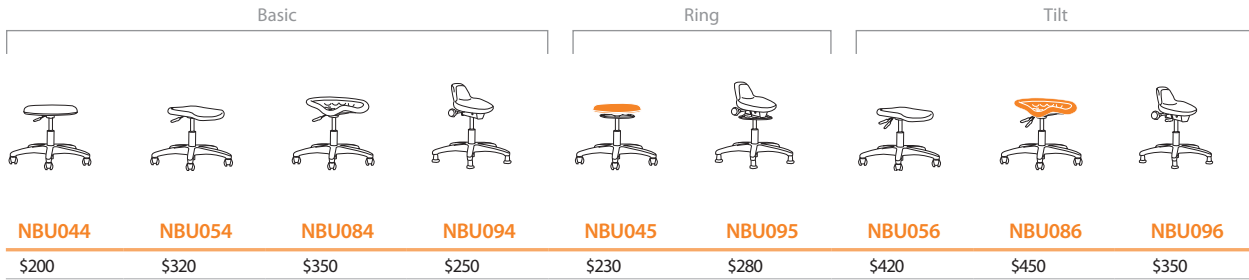 Basic Ring Tilt
NBU044 NBU054 NBU084 NBU094 NBU045 NBU095 NBU056 NBU086 NBU096
$200 $320 $350 $250 $230 $280 $420 $450 $350